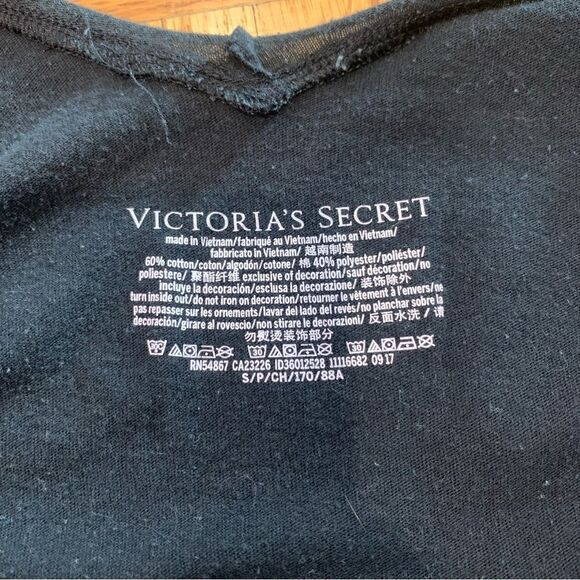 VICTORIA'S SECRET
made in Vietnam/fabriqué au Vietnam/hecho en Vietnam/
fabbricato in Vietnam/ 越南制造
60% cotton/coton/algodón/cotone/ 棉 40% polyester/poliéster/
poliestere/ 聚酯纤维 exclusive of decoration/sauf décoration/no
incluye la decoración/esclusa la decorazione/ 装饰除外
turn inside out/do not iron on decoration/retourner le vêtement à l'envers/ne
pas repasser sur les ornements/lavar del lado del revés/no planchar sobre la
decoración/girare al rovescio/non stirare le decorazioni/ 反面水洗 / 请
勿熨烫装饰部分
30 30
RN54867 CA23226 ID36012528 11116682 09 17
S/P/CH/170/88A